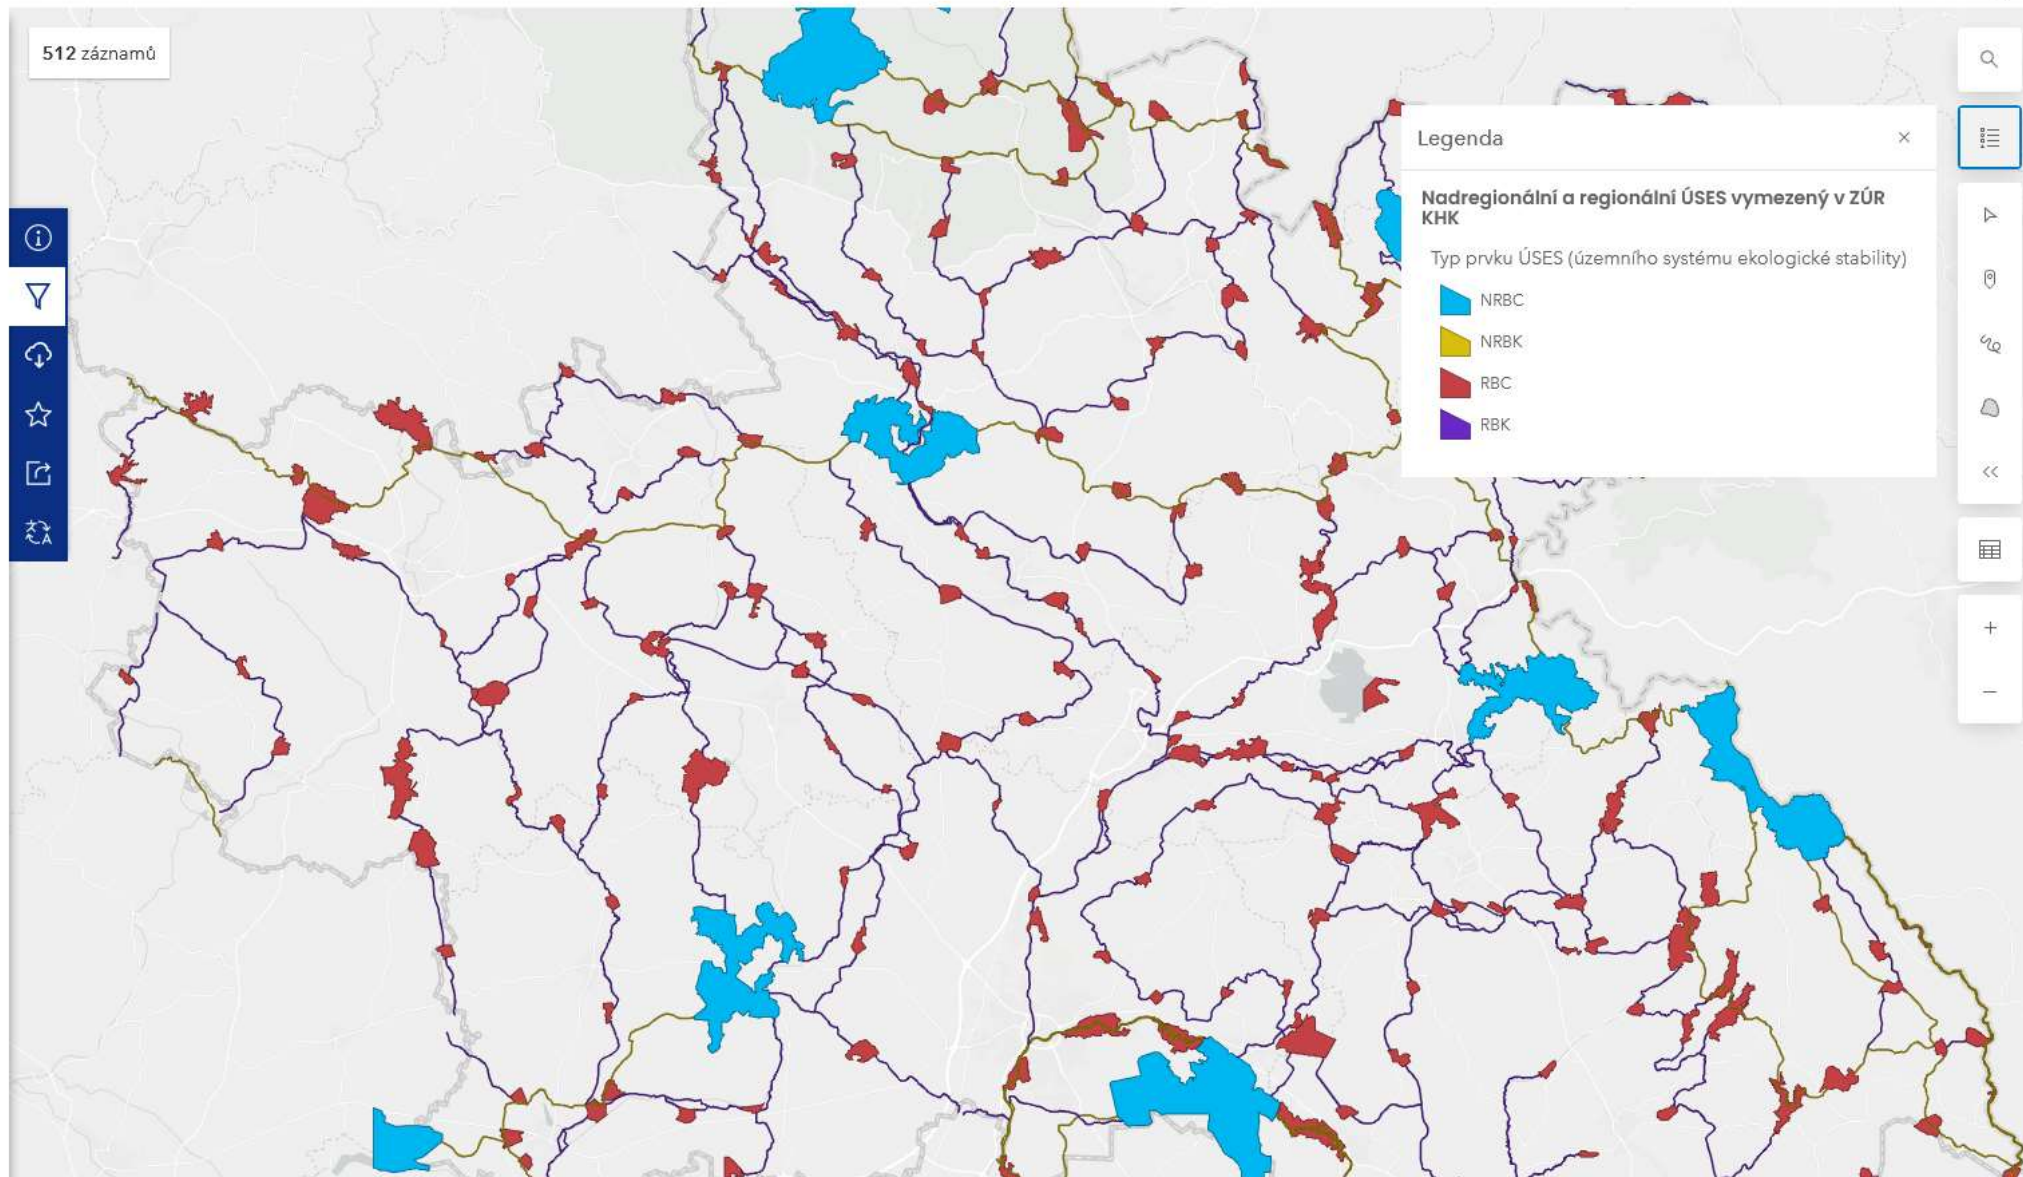 512 záznamů
Legenda
Nadregionální a regionální ÚSES vymezený v ZÚR
KHK
Typ prvku ÚSES (územního systému ekologické stability)
NRBC
NRBK
RBC
RBK